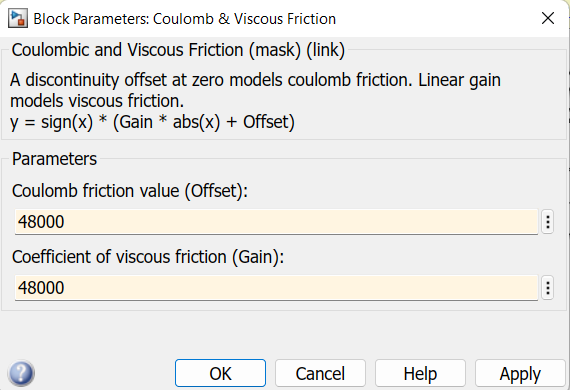 Block Parameters: Coulomb & Viscous Friction
Coulombic and Viscous Friction (mask) (link)
A discontinuity offset at zero models coulomb friction. Linear gain
models viscous friction.
y = sign(x) * (Gain * abs(x) + Offset)
Parameters
Coulomb friction value (Offset):
48000
Coefficient of viscous friction (Gain):
48000
OK Cancel Help Apply